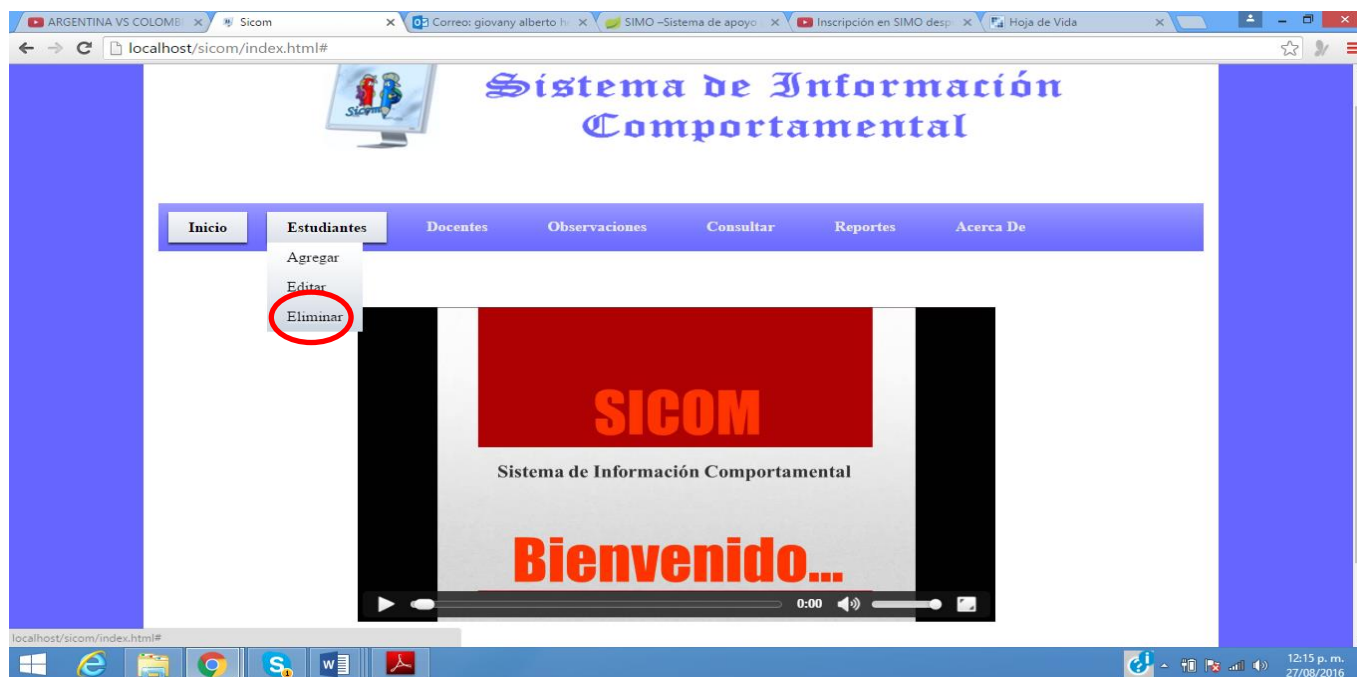 ARGENTINA VS COLOMBI
Sicom
Correo: giovany alberto h
SIMO –Sistema de apoyo
Inscripción en SIMO desp
Hoja de Vida
localhost/sicom/index.html#
Sicom
Sistema de Información
Comportamental
Inicio Estudiantes Docentes Observaciones Consultar Reportes Acerca De
Agregar
Editar
Eliminar
SICOM
Sistema de Información Comportamental
Bienvenido...
0:00
localhost/sicom/index.html#
12:15 p. m.
27/08/2016